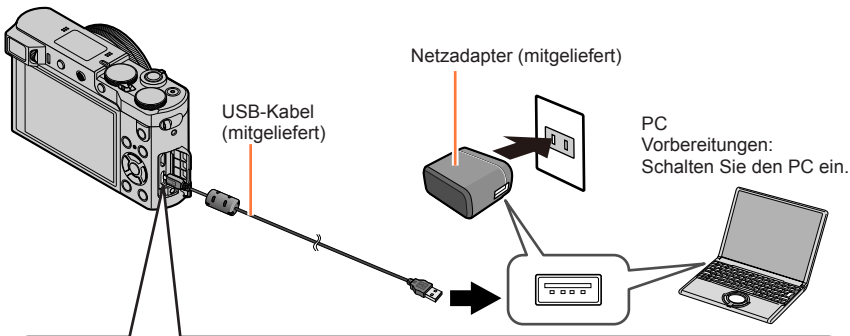 Netzadapter (mitgeliefert)
USB-Kabel
(mitgeliefert)
PC
Vorbereitungen:
Schalten Sie den PC ein.